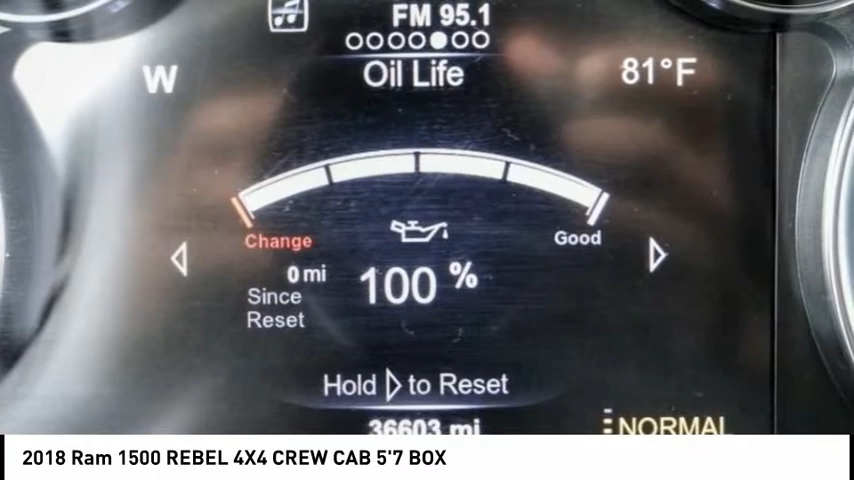 FM 95.1
W
Oil Life
81°F
Change
Good
0 mi
Since
Reset
100 %
Hold to Reset
36603 mi
NORMAL
2018 Ram 1500 REBEL 4X4 CREW CAB 5'7 BOX